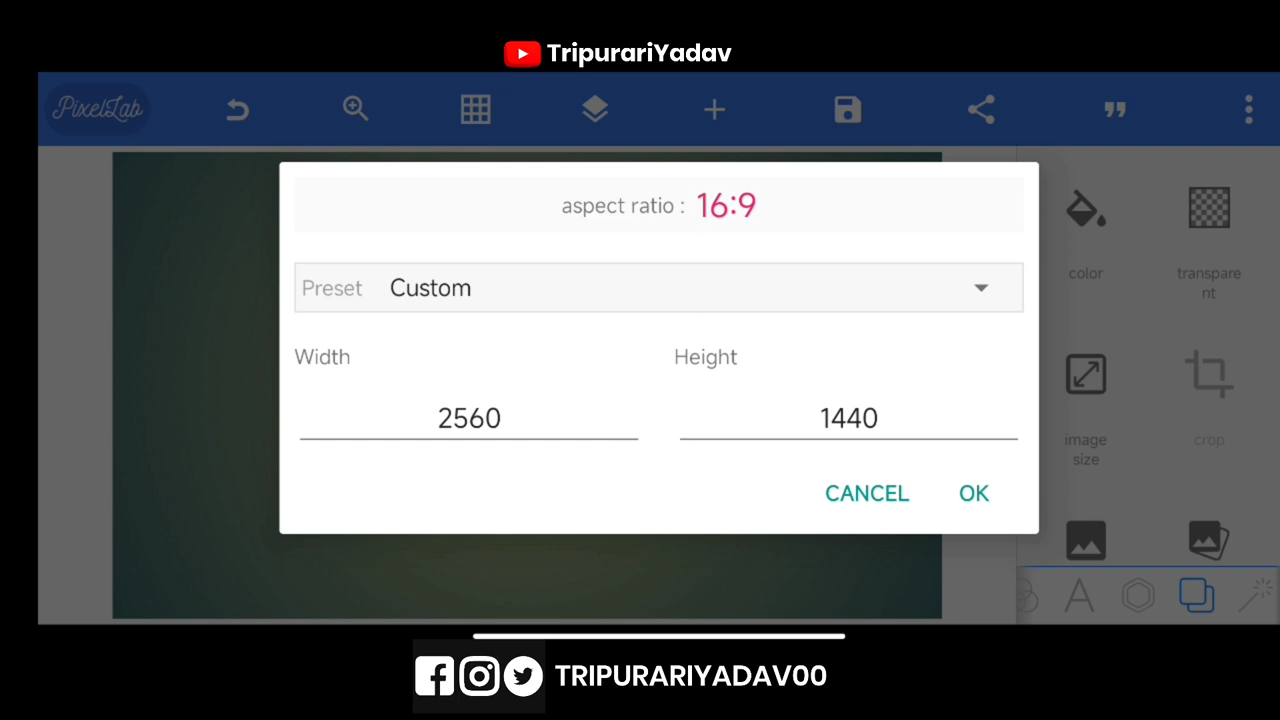 TripurariYadav
PixelLab
aspect ratio : 16:9
Preset Custom
Width Height
2560 1440
color transpare
nt
image crop
size
CANCEL OK
TRIPURARIYADAV00